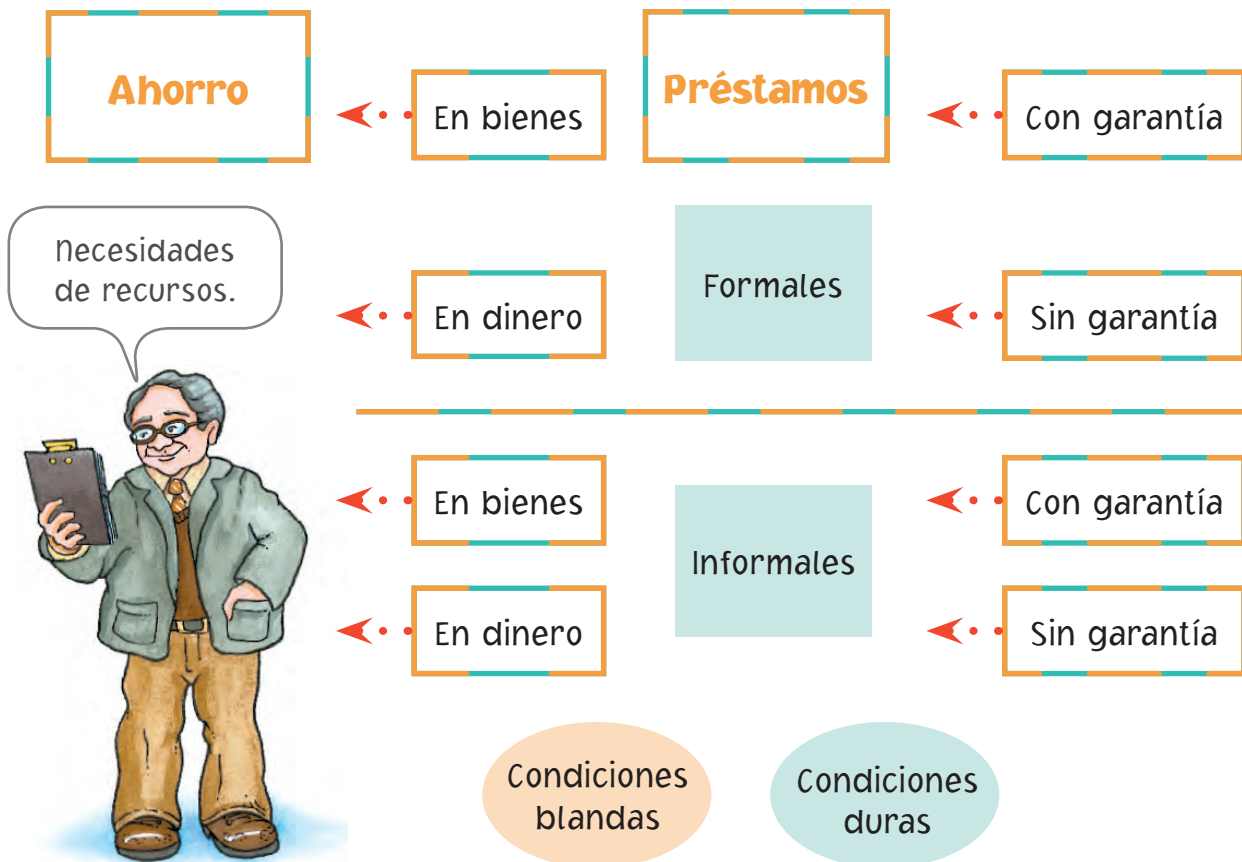 Ahorro
En bienes
Préstamos
Con garantía
Necesidades
de recursos.
En dinero
Formales
Sin garantía
En bienes
Con garantía
Informales
En dinero
Sin garantía
Condiciones
blandas
Condiciones
duras